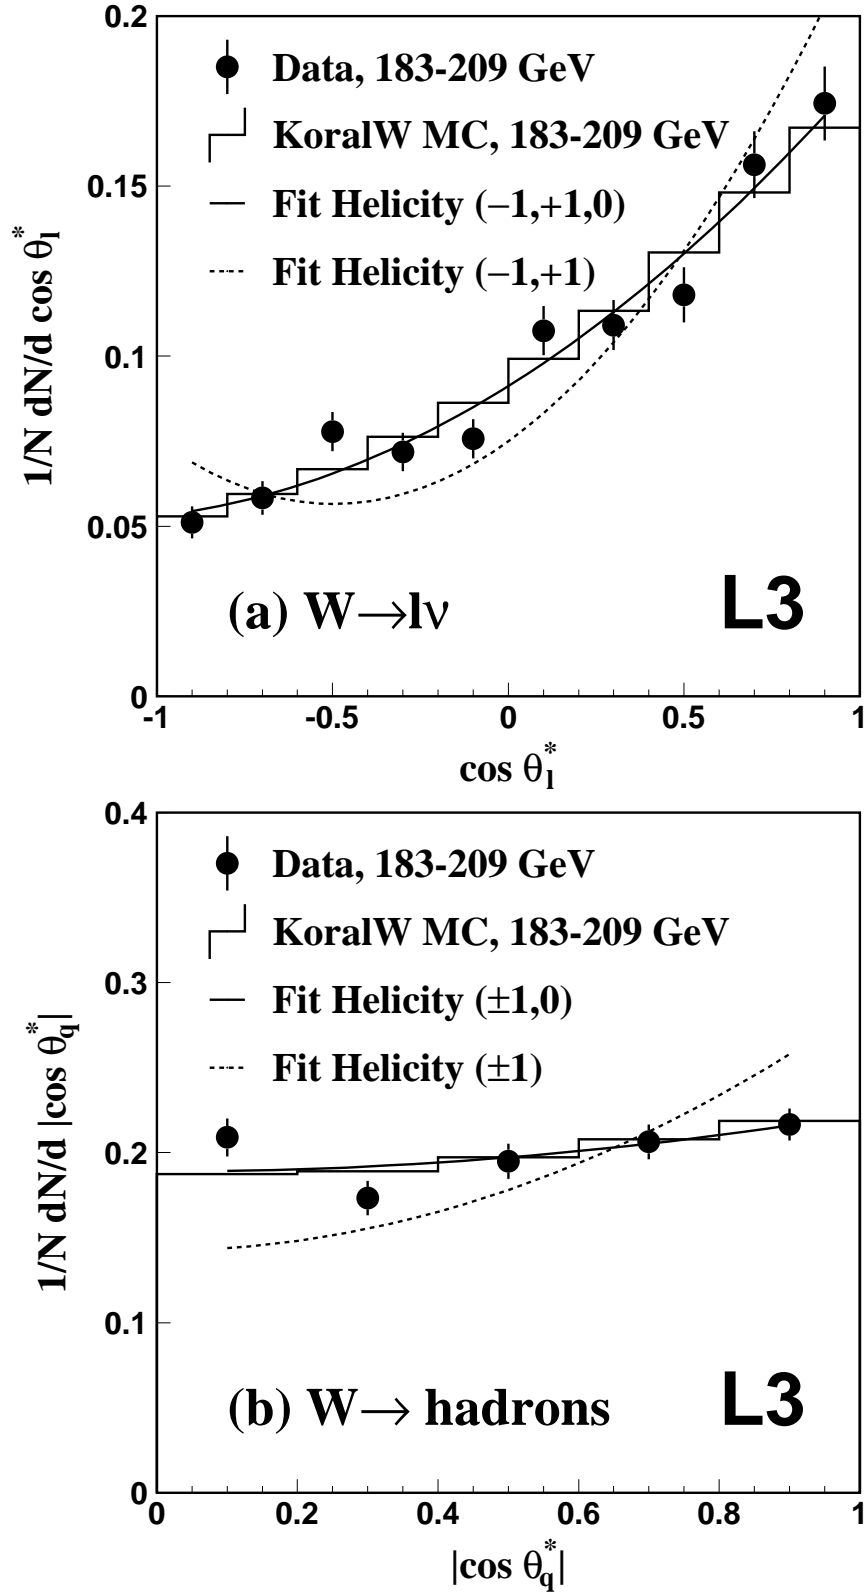 0.2
Data, 183-209 GeV
KoralW MC, 183-209 GeV
0.15
Fit Helicity (−1,+1,0)
Fit Helicity (−1,+1)
1/N dN/d cos θl*
0.1
0.05
(a) W→lν
L3
0
-1 -0.5 0 0.5 1
cos θl*
0.4
Data, 183-209 GeV
KoralW MC, 183-209 GeV
0.3
Fit Helicity (±1,0)
Fit Helicity (±1)
1/N dN/d |cos θq*|
0.2
0.1
(b) W→ hadrons
L3
0
0 0.2 0.4 0.6 0.8 1
|cos θq*|